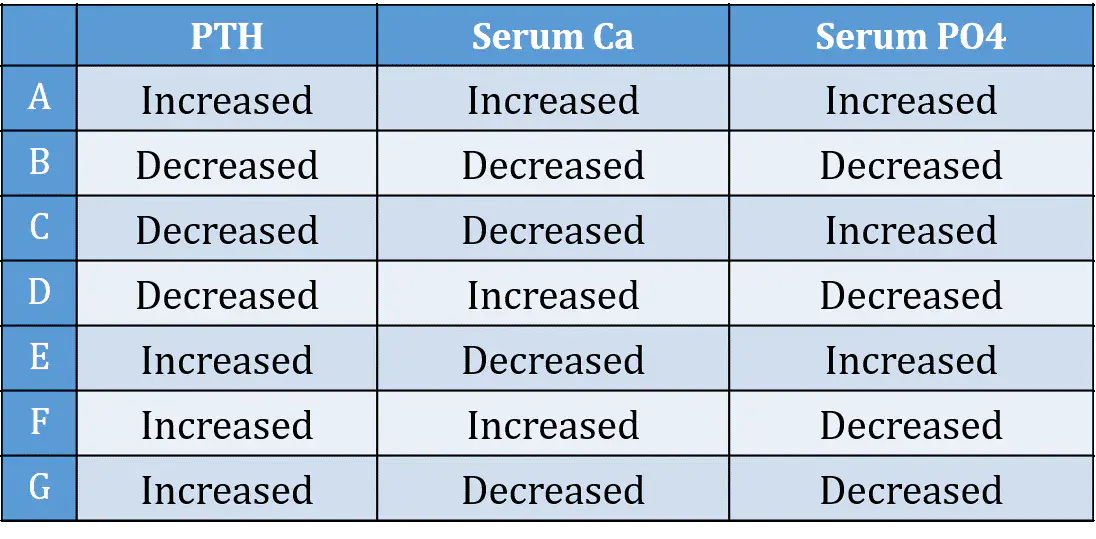 PTH Serum Ca Serum PO4
A Increased Increased Increased
B Decreased Decreased Decreased
C Decreased Decreased Increased
D Decreased Increased Decreased
E Increased Decreased Increased
F Increased Increased Decreased
G Increased Decreased Decreased